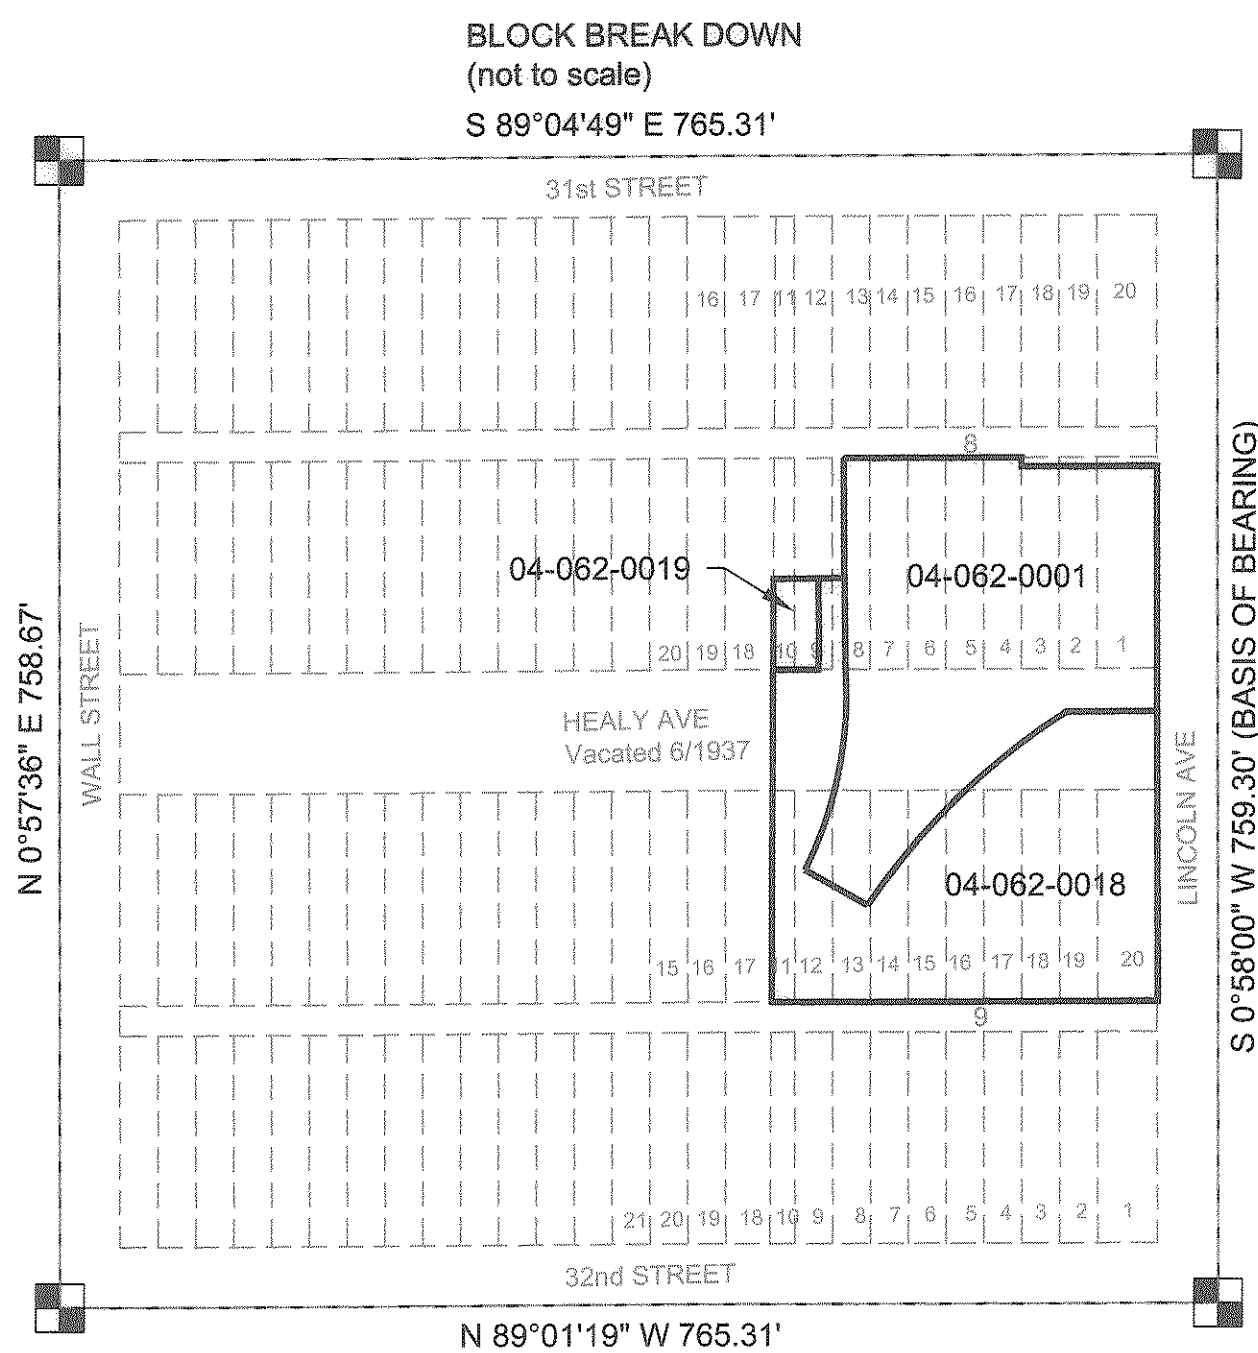 BLOCK BREAK DOWN
(not to scale)
S 89°04'49" E 765.31'
31st STREET
16 17 11 12 13 14 15 16 17 18 19 20
8
04-062-0019
04-062-0001
20 19 18 10 9 8 7 6 5 4 3 2 1
N 0°57'36" E 758.67'
WALL STREET
HEALY AVE
Vacated 6/1937
LINCOLN AVE
S 0°58'00" W 759.30' (BASIS OF BEARING)
04-062-0018
15 16 17 11 12 13 14 15 16 17 18 19 20
9
21 20 19 18 10 9 8 7 6 5 4 3 2 1
32nd STREET
N 89°01'19" W 765.31'